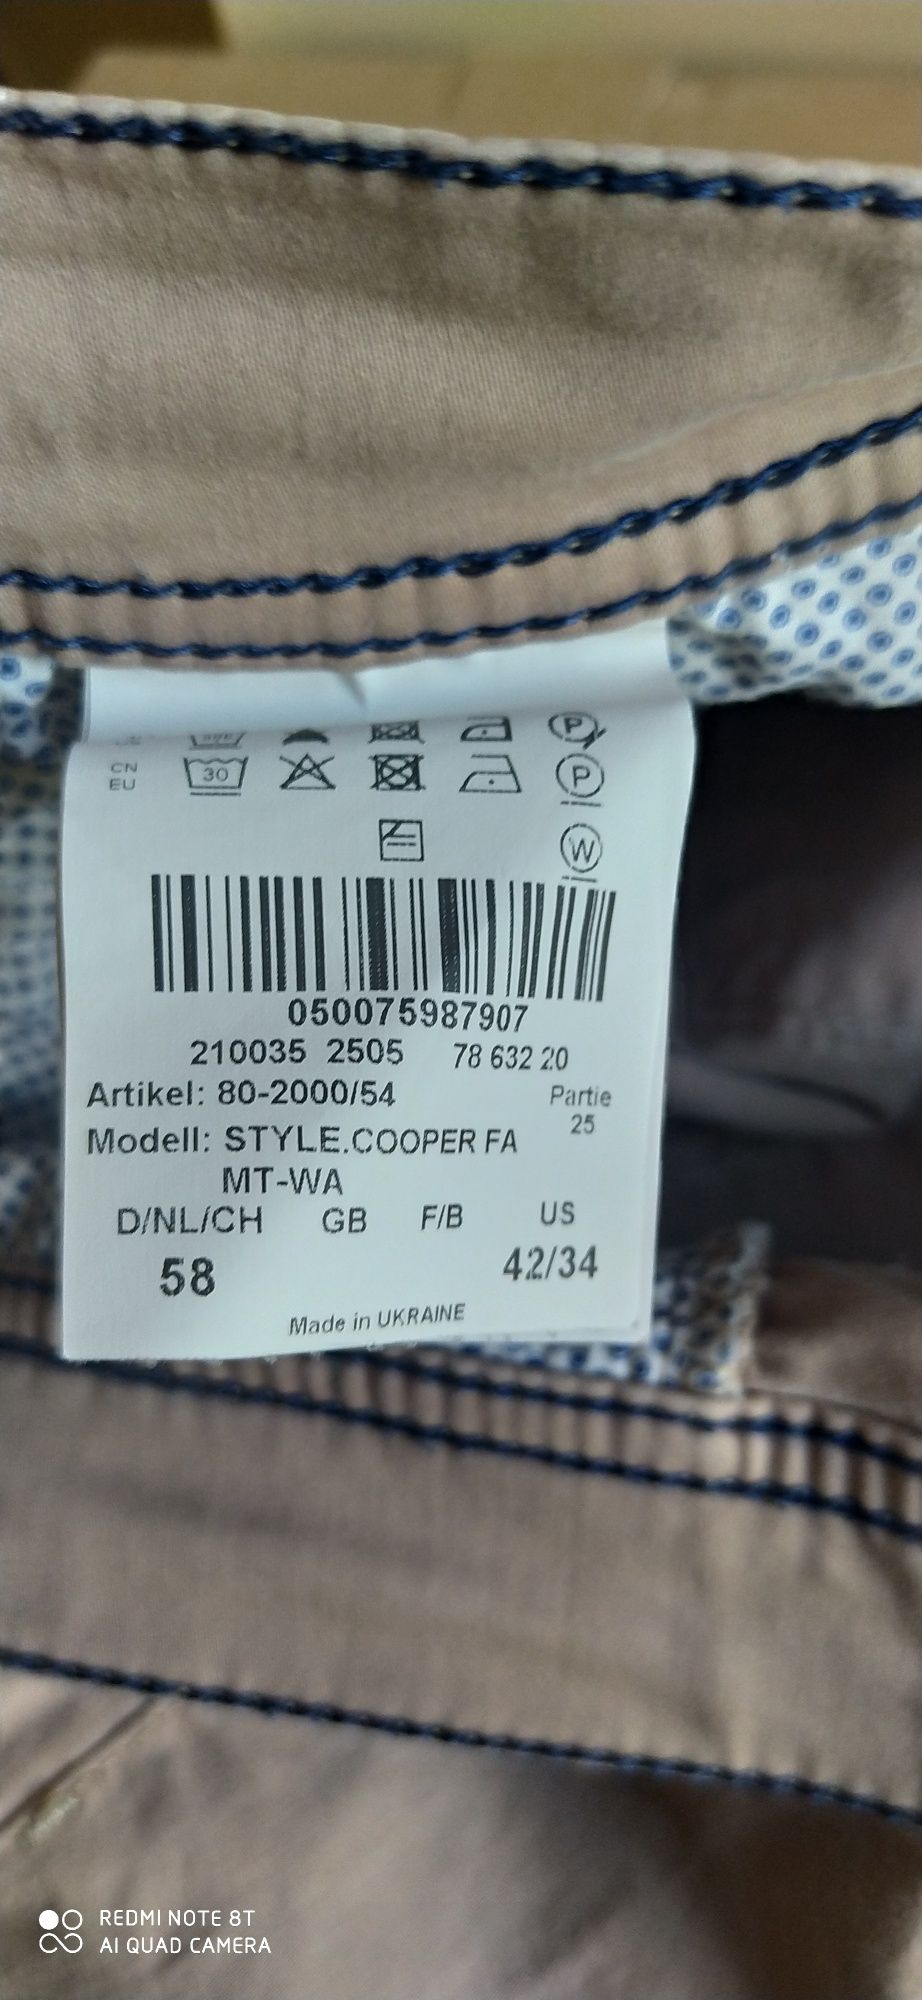 CN
EU
30
P
P
W
050075987907
210035 2505 78 632 20
Artikel: 80-2000/54 Partie
25
Modell: STYLE.COOPER FA
MT-WA
D/NL/CH GB F/B US
58 42/34
Made in UKRAINE
REDMI NOTE 8T
AI QUAD CAMERA